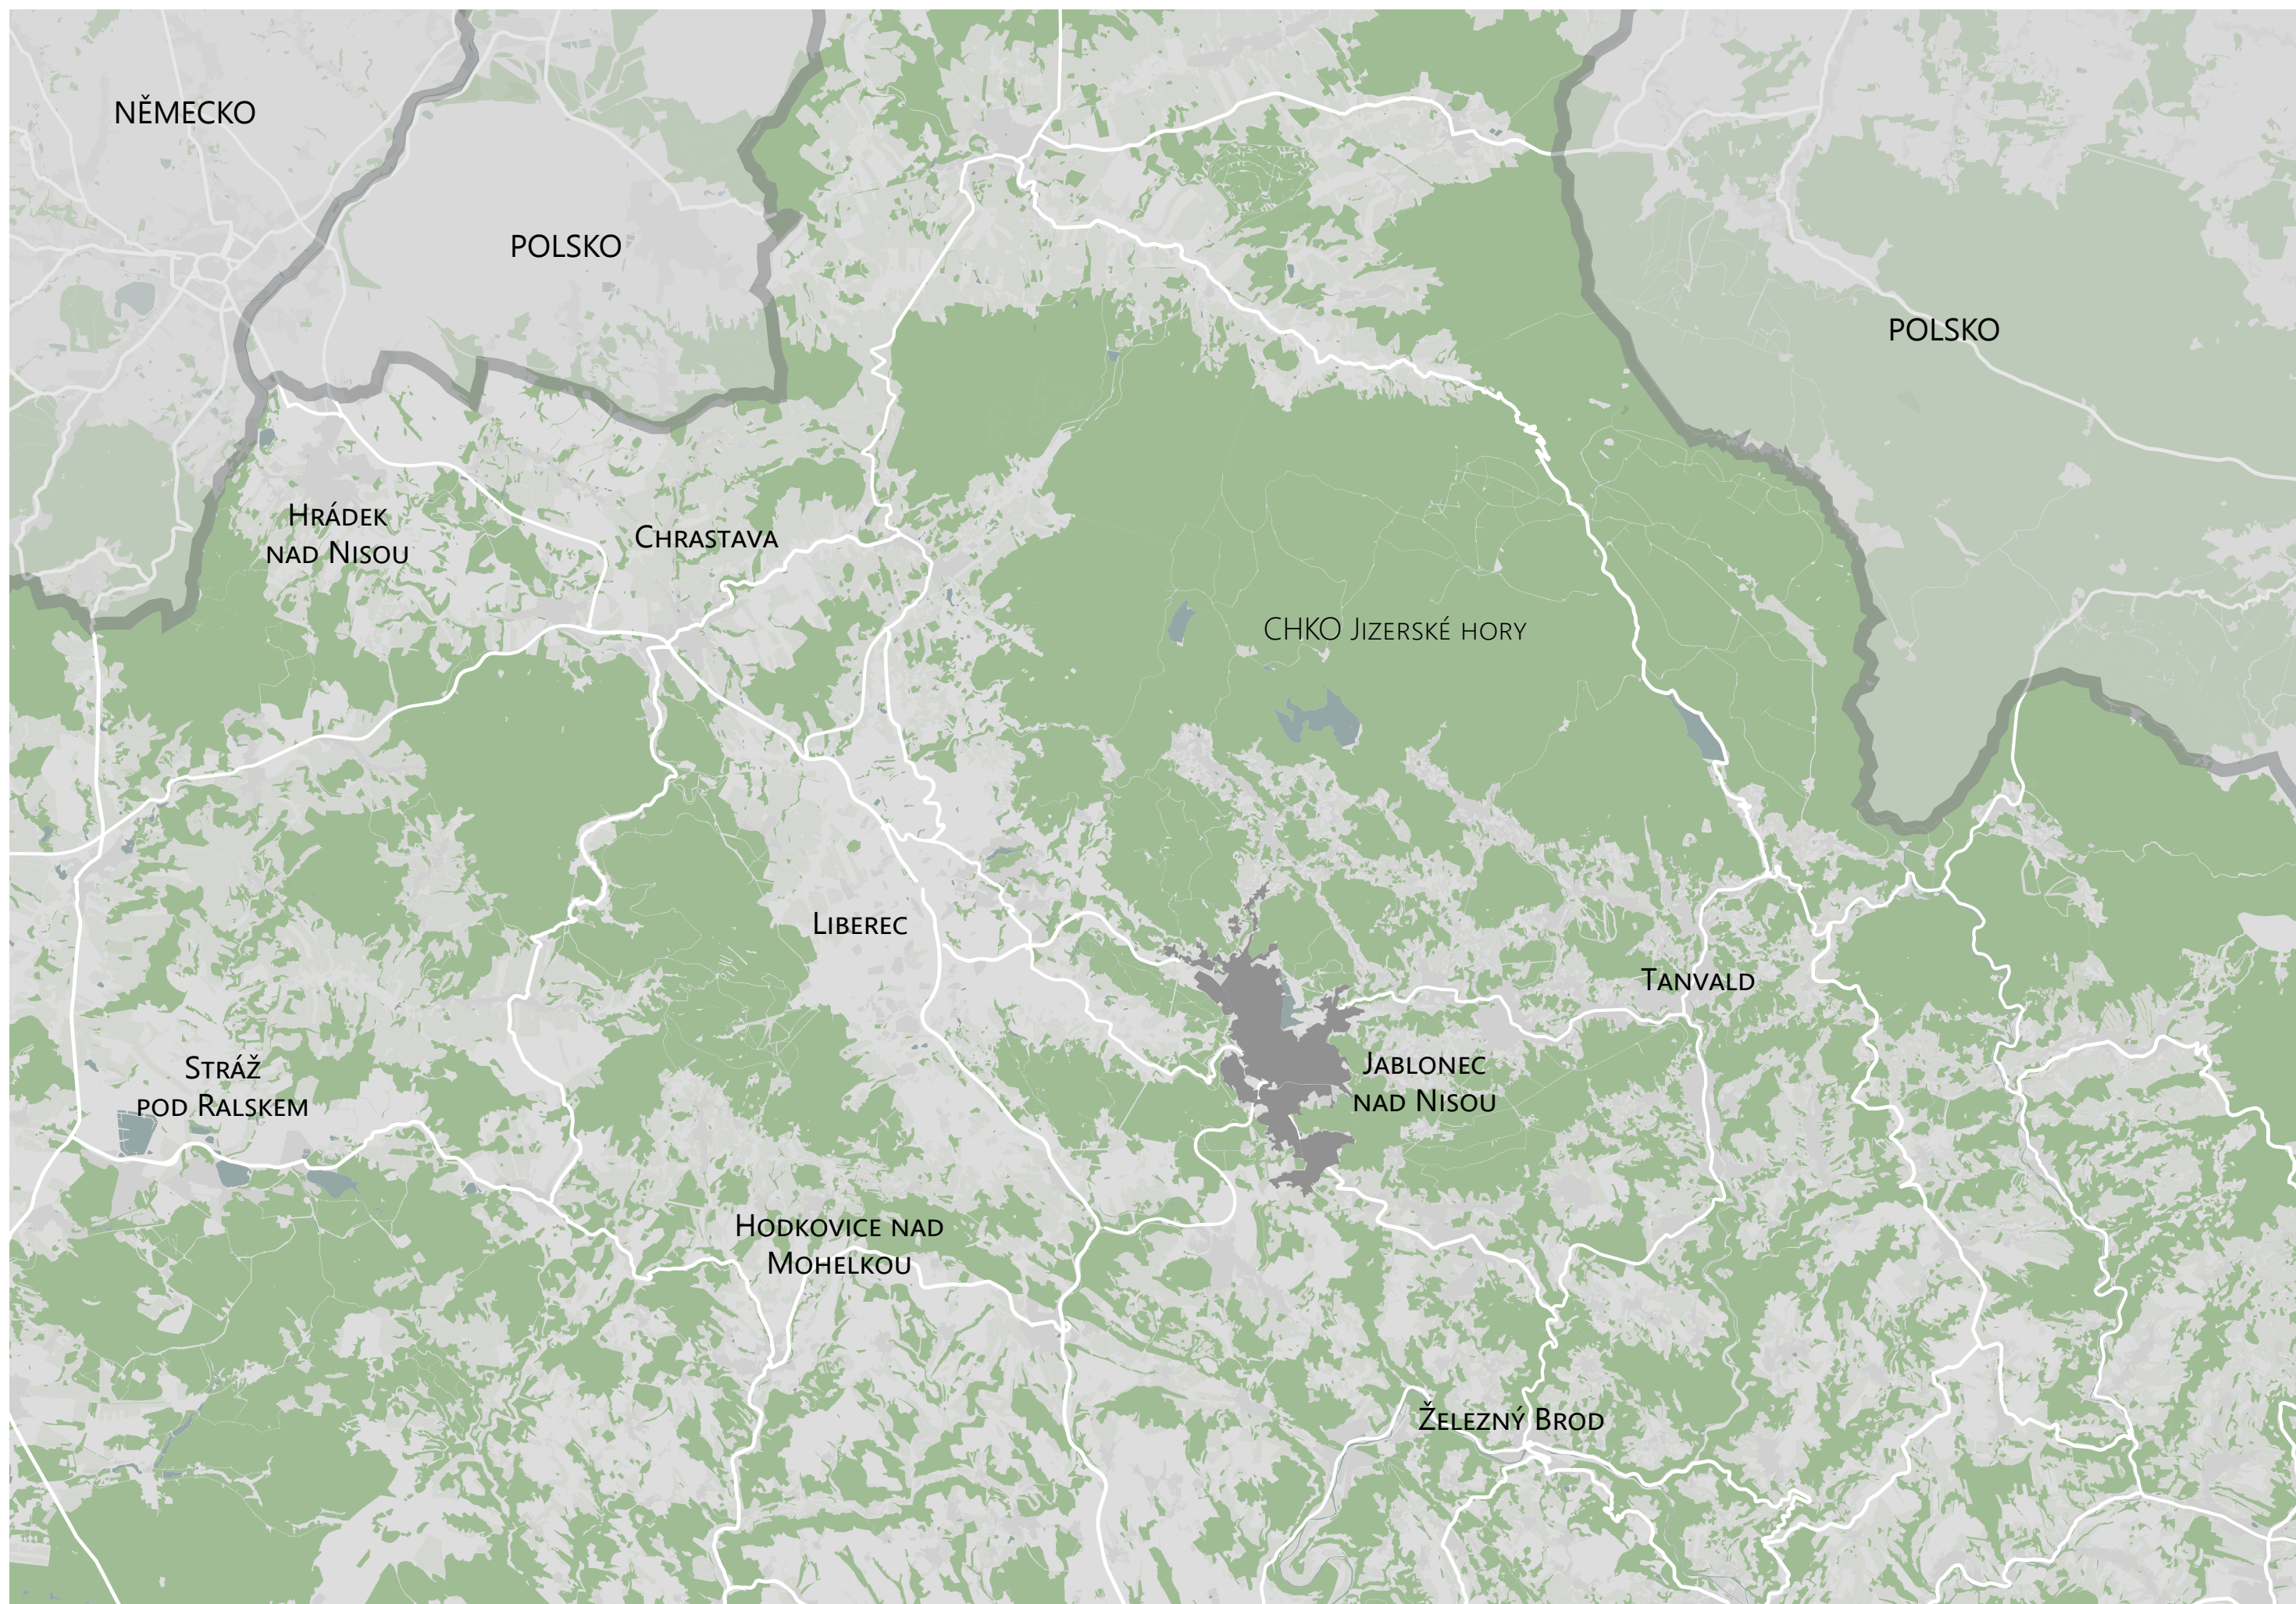 NĚMECKO
POLSKO
POLSKO
Hrádek
nad Nisou
Chrastava
CHKO Jizerské hory
Liberec
Tanvald
Stráž
pod Ralskem
Jablonec
nad Nisou
Hodkovice nad
Mohelkou
Železný Brod